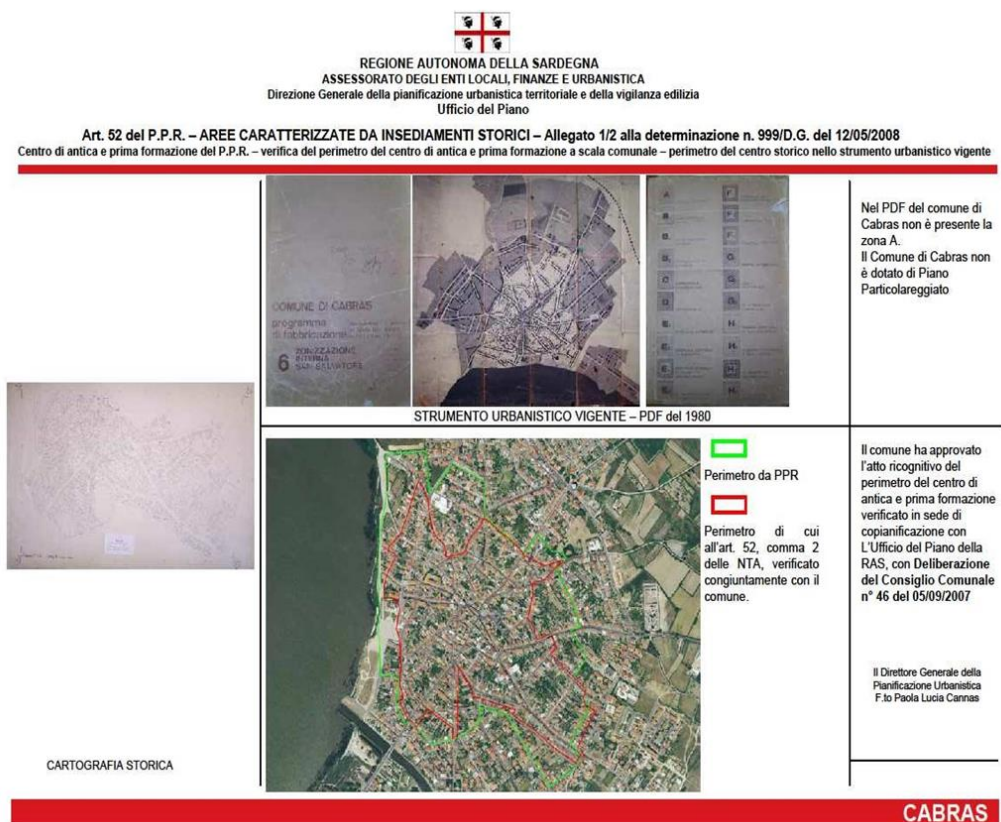 REGIONE AUTONOMA DELLA SARDEGNA
ASSESSORATO DEGLI ENTI LOCALI, FINANZE E URBANISTICA
Direzione Generale della pianificazione urbanistica territoriale e della vigilanza edilizia
Ufficio del Piano
Art. 52 del P.P.R. – AREE CARATTERIZZATE DA INSEDIAMENTI STORICI – Allegato 1/2 alla determinazione n. 999/D.G. del 12/05/2008
Centro di antica e prima formazione del P.P.R. – verifica del perimetro del centro di antica e prima formazione a scala comunale – perimetro del centro storico nello strumento urbanistico vigente
COMUNE DI CABRAS
programma
di fabbricazione
6 ZONIZZAZIONE
INTERNA
SAN SALVATORE
STRUMENTO URBANISTICO VIGENTE – PDF del 1980
Nel PDF del comune di
Cabras non è presente la
zona A.
Il Comune di Cabras non
è dotato di Piano
Particolareggiato
Perimetro da PPR
Perimetro di cui
all'art. 52, comma 2
delle NTA, verificato
congiuntamente con il
comune.
Il comune ha approvato
l'atto ricognitivo del
perimetro del centro di
antica e prima formazione
verificato in sede di
copianificazione con
L'Ufficio del Piano della
RAS, con Deliberazione
del Consiglio Comunale
n° 46 del 05/09/2007
Il Direttore Generale della
Pianificazione Urbanistica
F.to Paola Lucia Cannas
CARTOGRAFIA STORICA
CABRAS